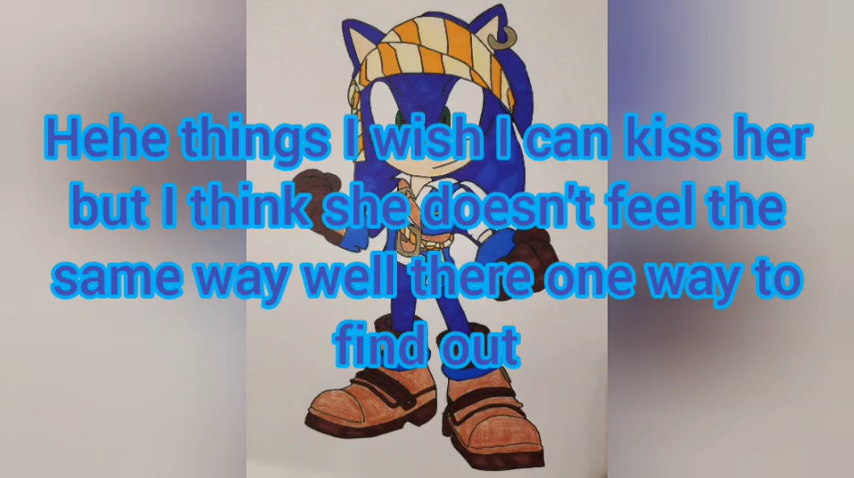 Hehe things I wish I can kiss her
but I think she doesn't feel the
same way well there one way to
find out